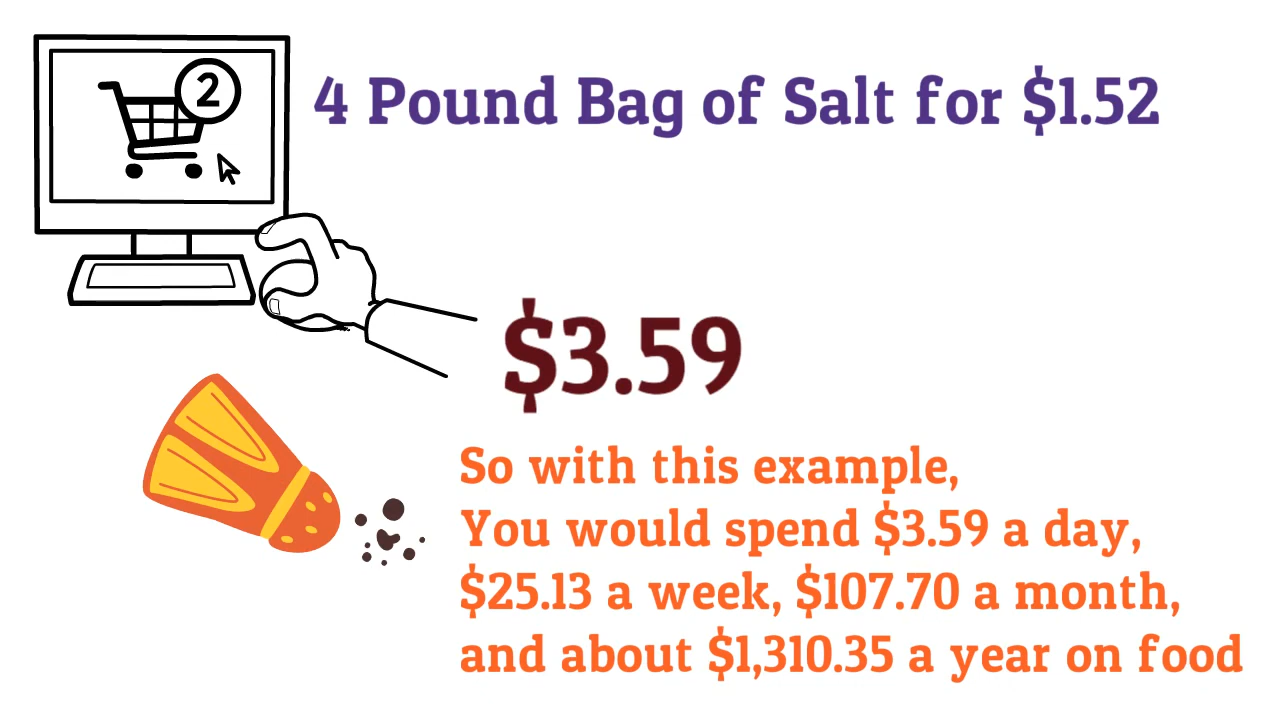 2
4 Pound Bag of Salt for $1.52
$3.59
So with this example,
You would spend $3.59 a day,
$25.13 a week, $107.70 a month,
and about $1,310.35 a year on food